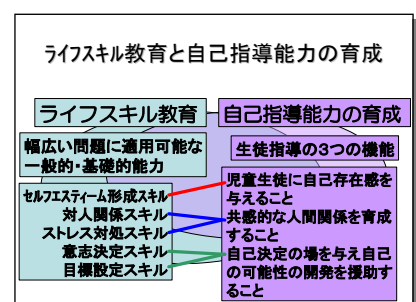 ライフスキル教育と自己指導能力の育成
ライフスキル教育
自己指導能力の育成
幅広い問題に適用可能な
一般的・基礎的能力
生徒指導の3つの機能
セルフエスティーム形成スキル
対人関係スキル
ストレス対処スキル
意志決定スキル
目標設定スキル
児童生徒に自己存在感を
与えること
共感的な人間関係を育成
すること
自己決定の場を与え自己
の可能性の開発を援助す
ること